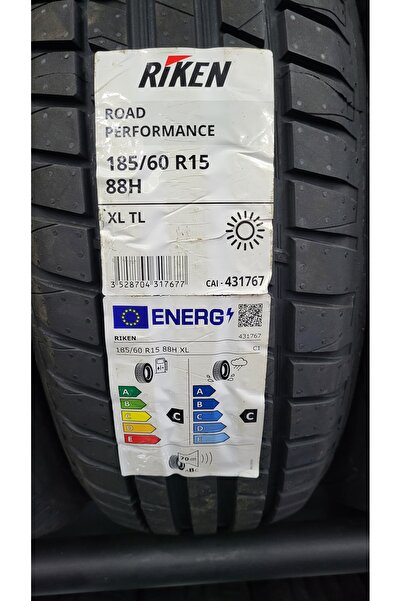 RIKEN
ROAD
PERFORMANCE
185/60 R15
88H
XL TL
3 528704 317677
CAI - 431767
ENERG
RIKEN
431767
185/60 R15 88H XL
C1
A
B
C
D
E
C
A
B
C
D
E
C
70 dB
B